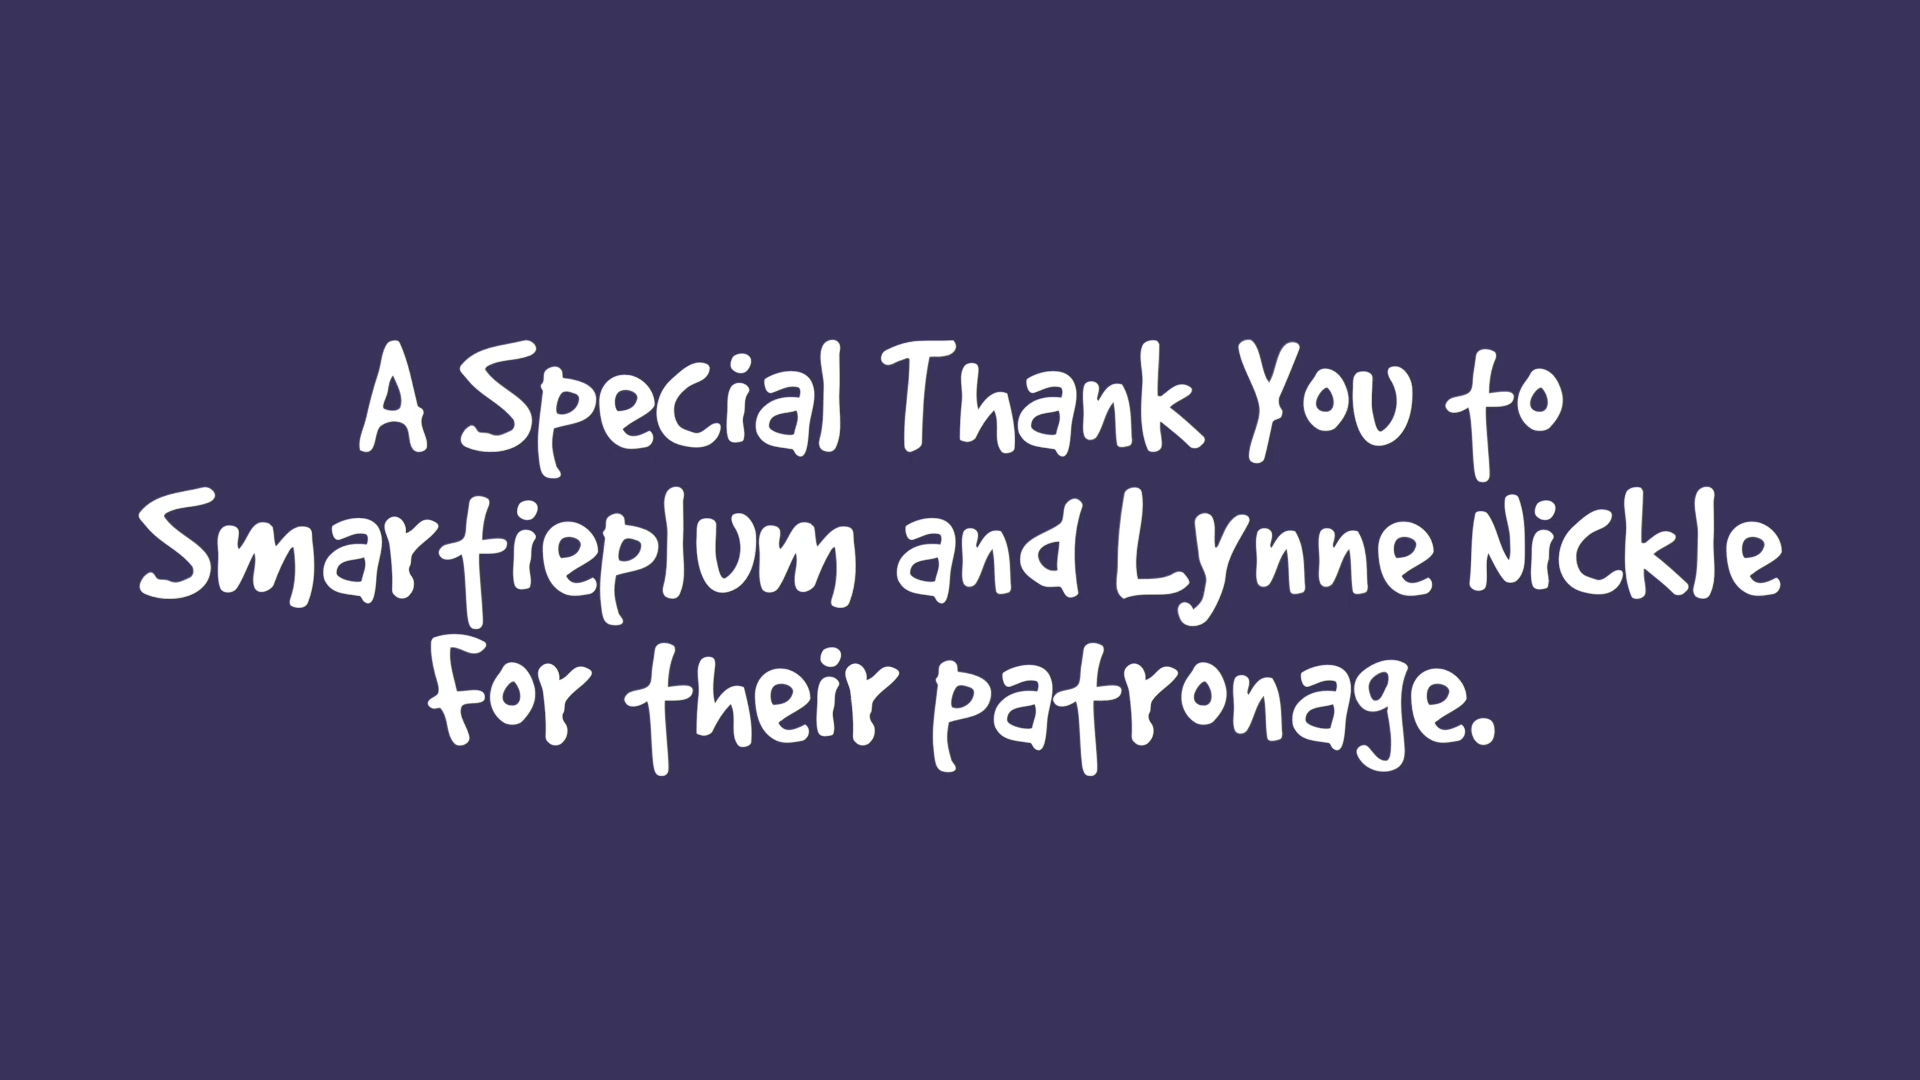 A Special Thank You to
Smartieplum and Lynne Nickle
for their patronage.